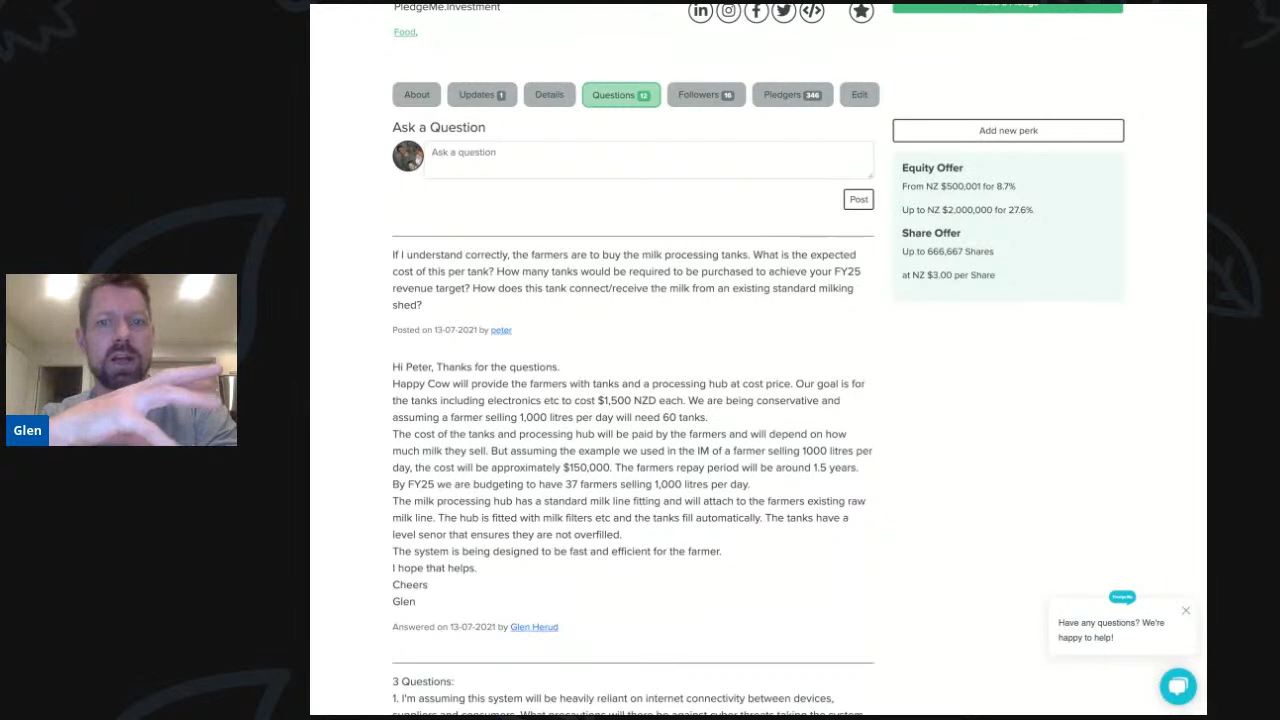 PledgeMe.Investment
Food,
About
Updates 1
Details
Questions 12
Followers 16
Pledgers 346
Edit
Ask a Question
Ask a question
Post
Add new perk
Equity Offer
From NZ $500,001 for 8.7%
Up to NZ $2,000,000 for 27.6%
Share Offer
Up to 666,667 Shares
at NZ $3.00 per Share
If I understand correctly, the farmers are to buy the milk processing tanks. What is the expected
cost of this per tank? How many tanks would be required to be purchased to achieve your FY25
revenue target? How does this tank connect/receive the milk from an existing standard milking
shed?
Posted on 13-07-2021 by peter
Hi Peter, Thanks for the questions.
Happy Cow will provide the farmers with tanks and a processing hub at cost price. Our goal is for
the tanks including electronics etc to cost $1,500 NZD each. We are being conservative and
assuming a farmer selling 1,000 litres per day will need 60 tanks.
The cost of the tanks and processing hub will be paid by the farmers and will depend on how
much milk they sell. But assuming the example we used in the IM of a farmer selling 1000 litres per
day, the cost will be approximately $150,000. The farmers repay period will be around 1.5 years.
By FY25 we are budgeting to have 37 farmers selling 1,000 litres per day.
The milk processing hub has a standard milk line fitting and will attach to the farmers existing raw
milk line. The hub is fitted with milk filters etc and the tanks fill automatically. The tanks have a
level senor that ensures they are not overfilled.
The system is being designed to be fast and efficient for the farmer.
I hope that helps.
Cheers
Glen
Answered on 13-07-2021 by Glen Herud
3 Questions:
1. I'm assuming this system will be heavily reliant on internet connectivity between devices,
suppliers and consumers. What precautions will there be against cyber threats taking the system
Glen
PledgeMe
Have any questions? We're
happy to help!